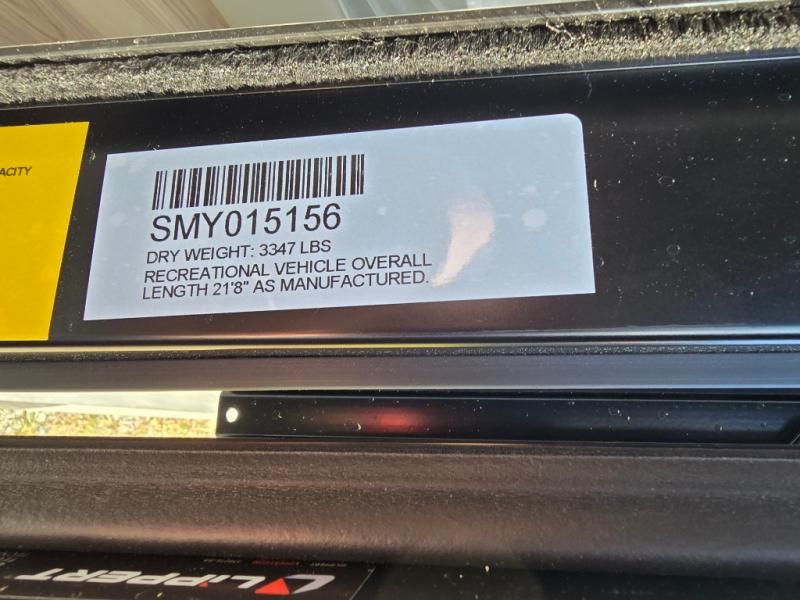 ACITY
SMY015156
DRY WEIGHT: 3347 LBS
RECREATIONAL VEHICLE OVERALL
LENGTH 21'8" AS MANUFACTURED.
LIPPERT